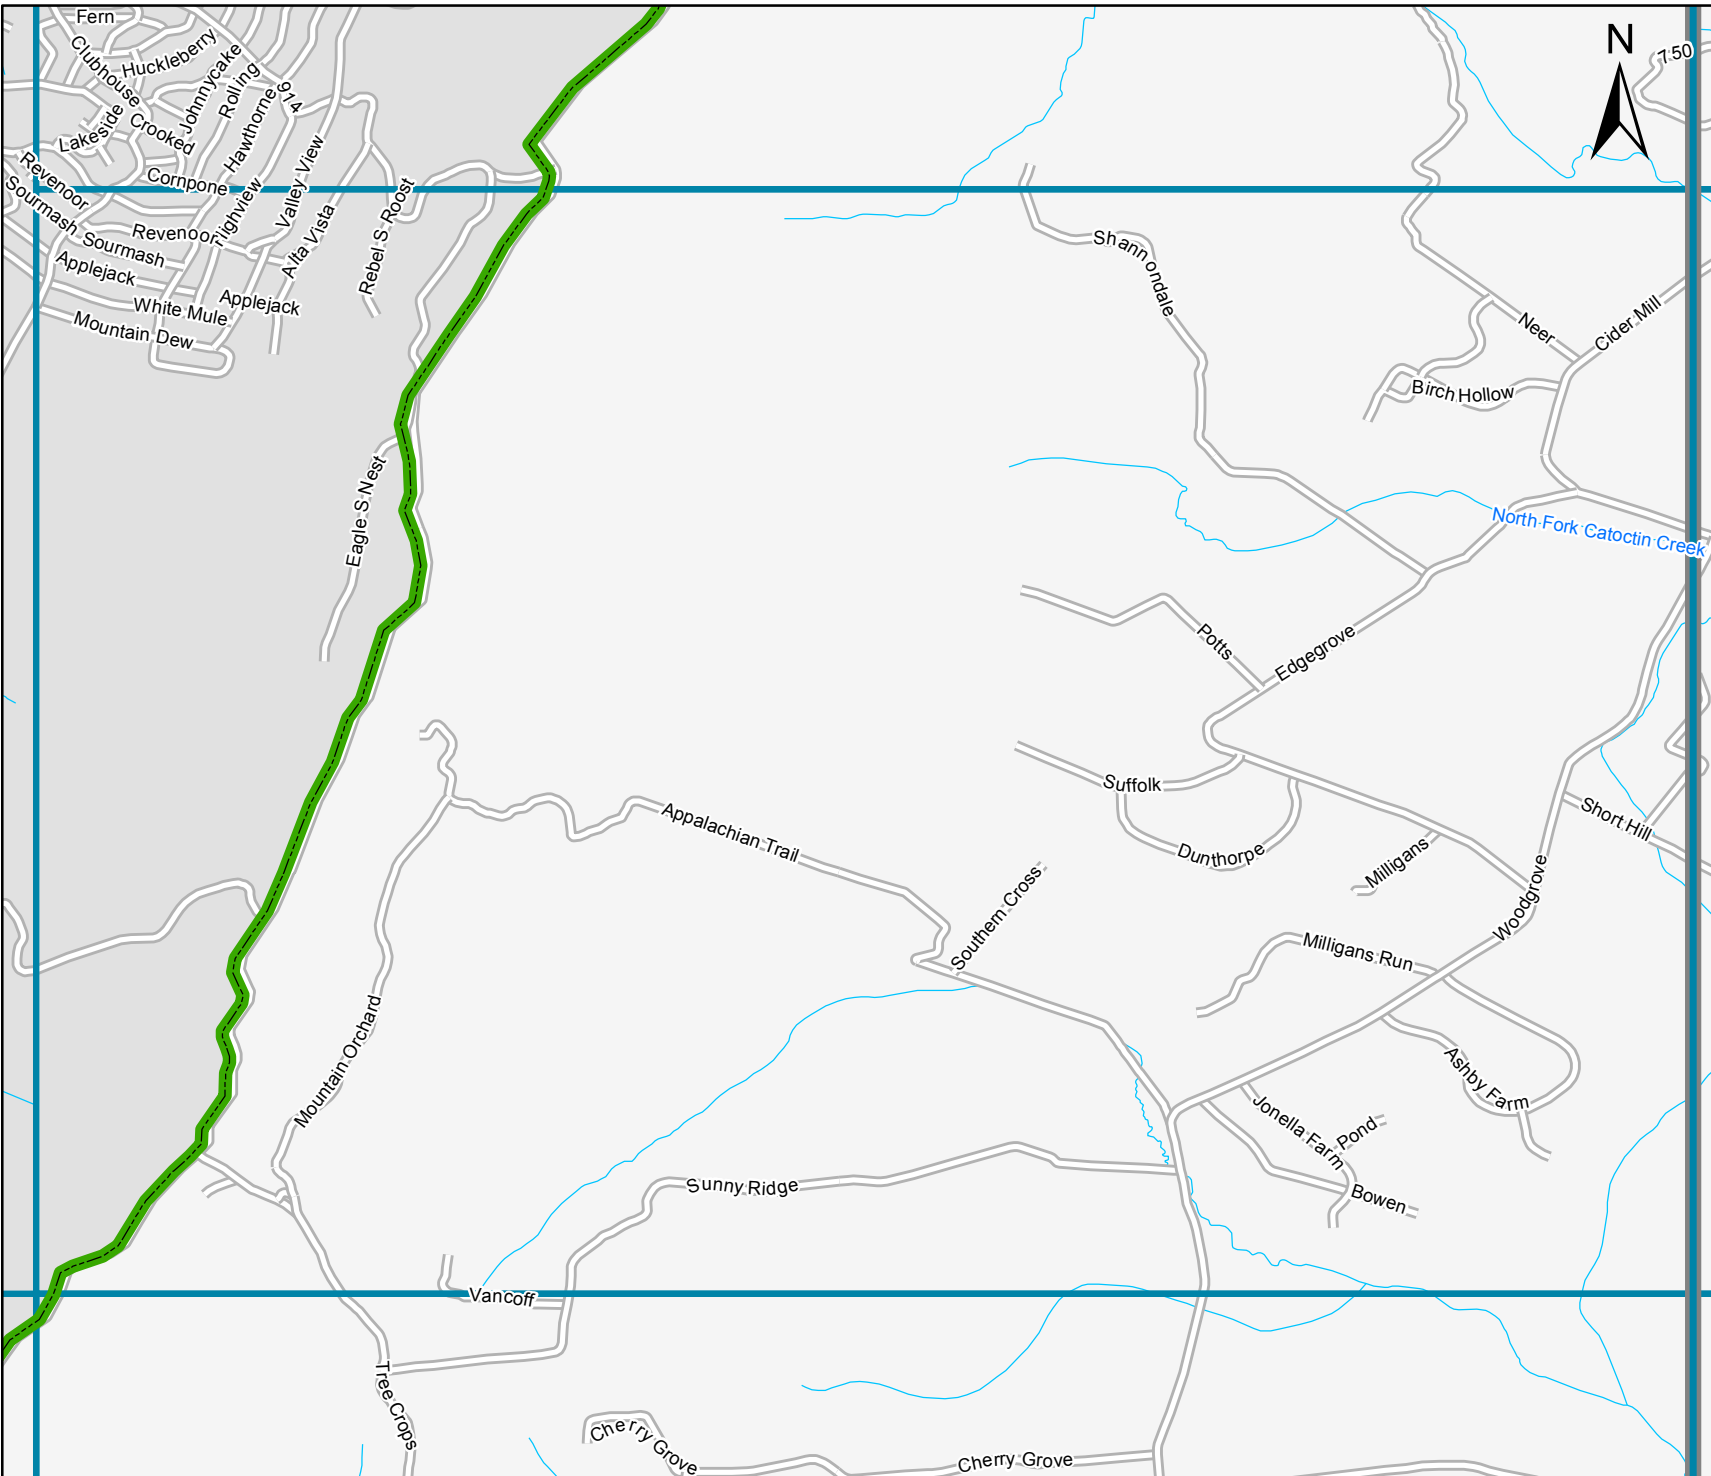 Fern
N
750
Clubhouse
Huckleberry
Johnnycake
Rolling
914
Hawthorne
Lakeside
Crooked
Valley View
Revenoor
Cornpone
Sourmash
Highview
Rebel S Roost
Revenoor
Alta Vista
Sourmash
Shannondale
Applejack
White Mule
Applejack
Mountain Dew
Neer
Cider Mill
Birch Hollow
Eagle S Nest
North Fork Catoctin Creek
Potts
Edgegrove
Suffolk
Appalachian Trail
Short Hill
Dunthorpe
Milligans
Woodgrove
Southern Cross
Milligans Run
Mountain Orchard
Ashby Farm
Jonella Farm
Pond
Sunny Ridge
Bowen
Vancoff
Tree Crops
Cherry Grove
Cherry Grove